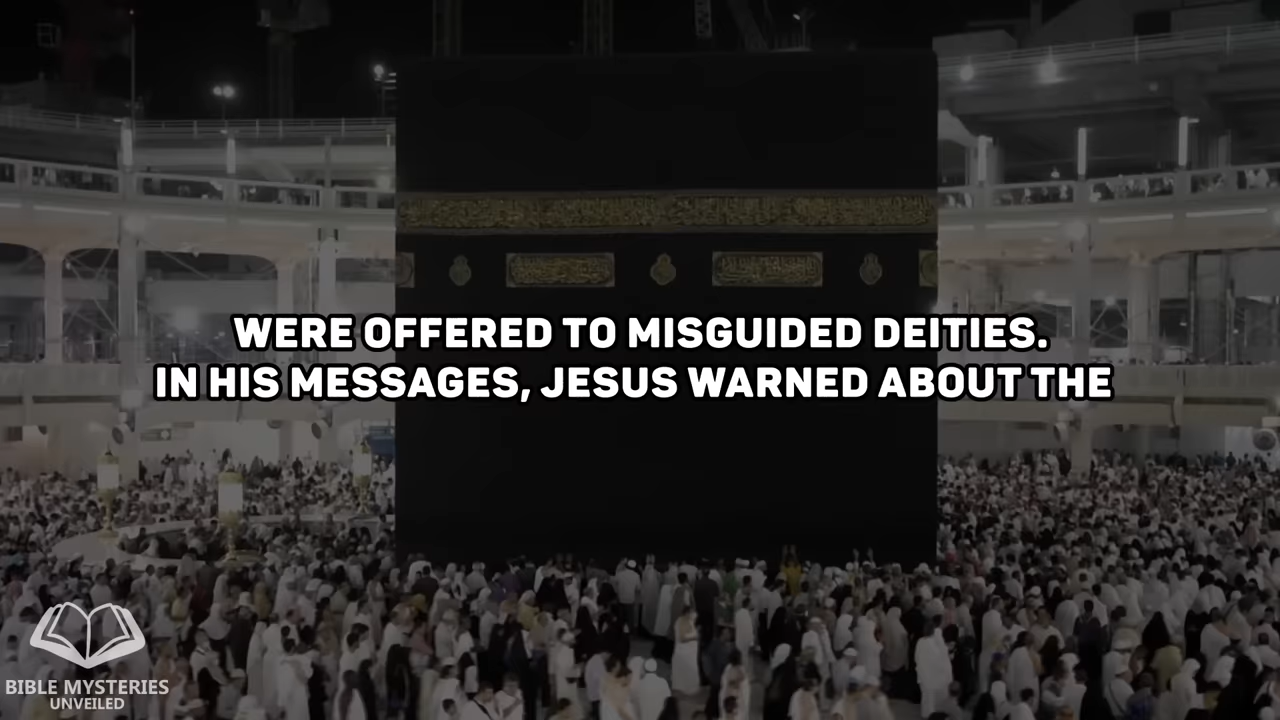 WERE OFFERED TO MISGUIDED DEITIES.
IN HIS MESSAGES, JESUS WARNED ABOUT THE
BIBLE MYSTERIES
UNVEILED